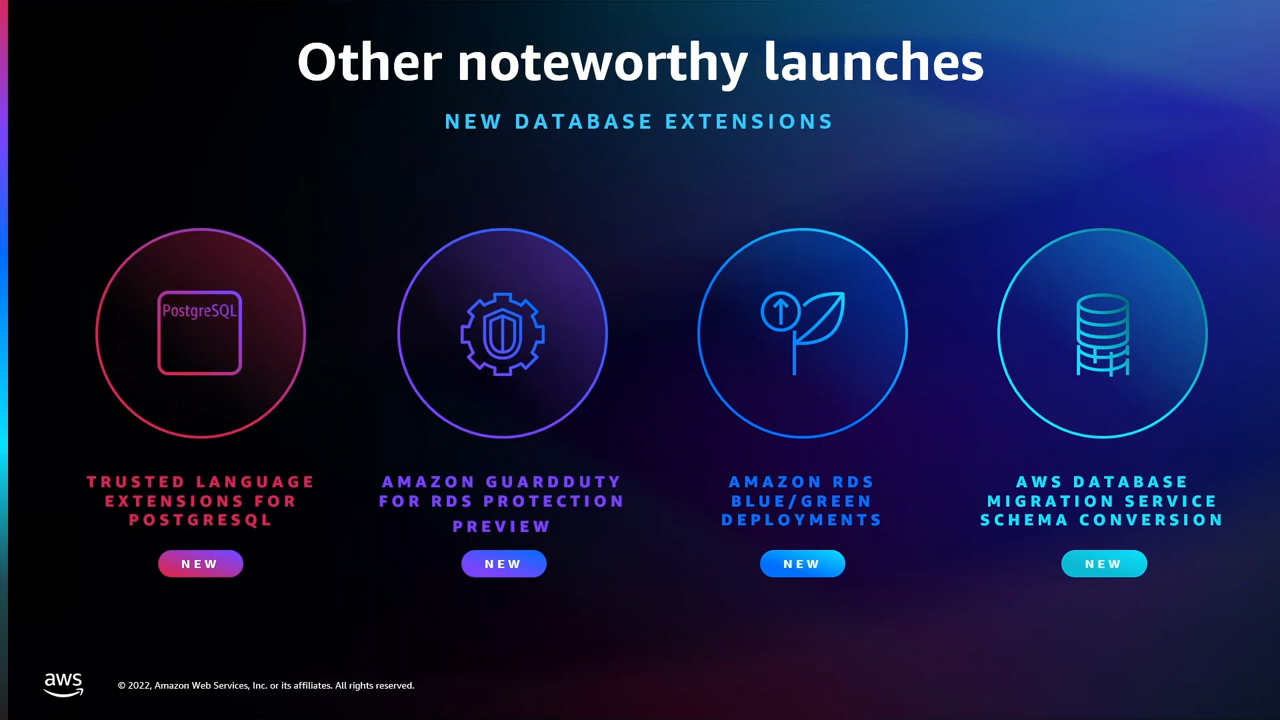 Other noteworthy launches
NEW DATABASE EXTENSIONS
PostgreSQL
TRUSTED LANGUAGE
EXTENSIONS FOR
POSTGRESQL
NEW
AMAZON GUARDDUTY
FOR RDS PROTECTION
PREVIEW
NEW
AMAZON RDS
BLUE/GREEN
DEPLOYMENTS
NEW
AWS DATABASE
MIGRATION SERVICE
SCHEMA CONVERSION
NEW
aws
© 2022, Amazon Web Services, Inc. or its affiliates. All rights reserved.